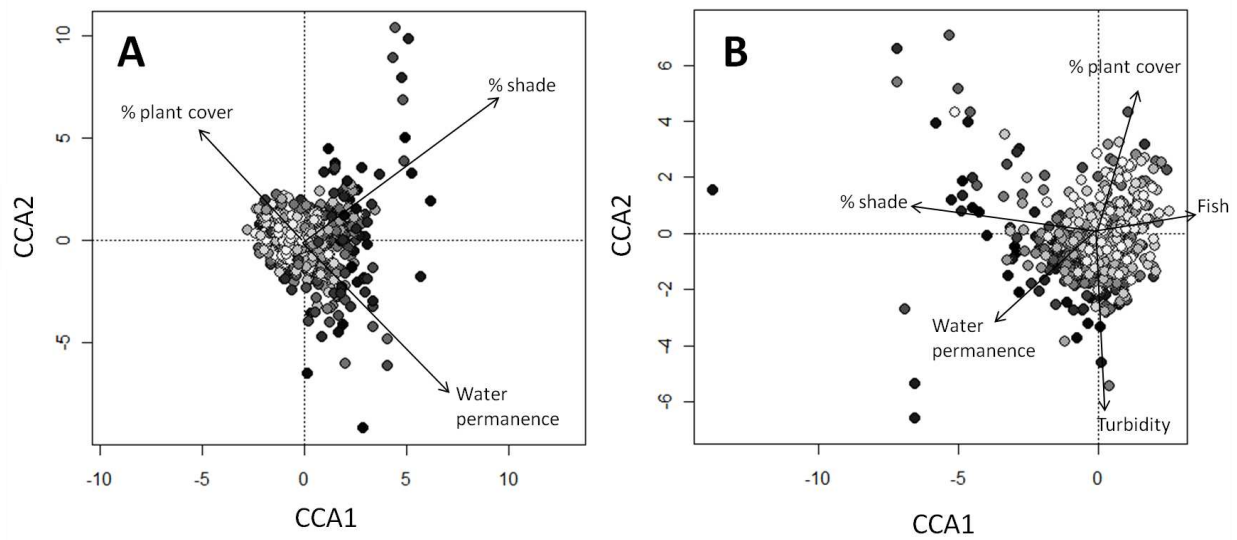 A
% plant cover
% shade
Water
permanence
10
5
0
-5
CCA2
-10
-5
0
5
10
CCA1
B
% plant cover
% shade
Fish
Water
permanence
Turbidity
6
4
2
0
-2
-4
-6
CCA2
-10
-5
0
CCA1